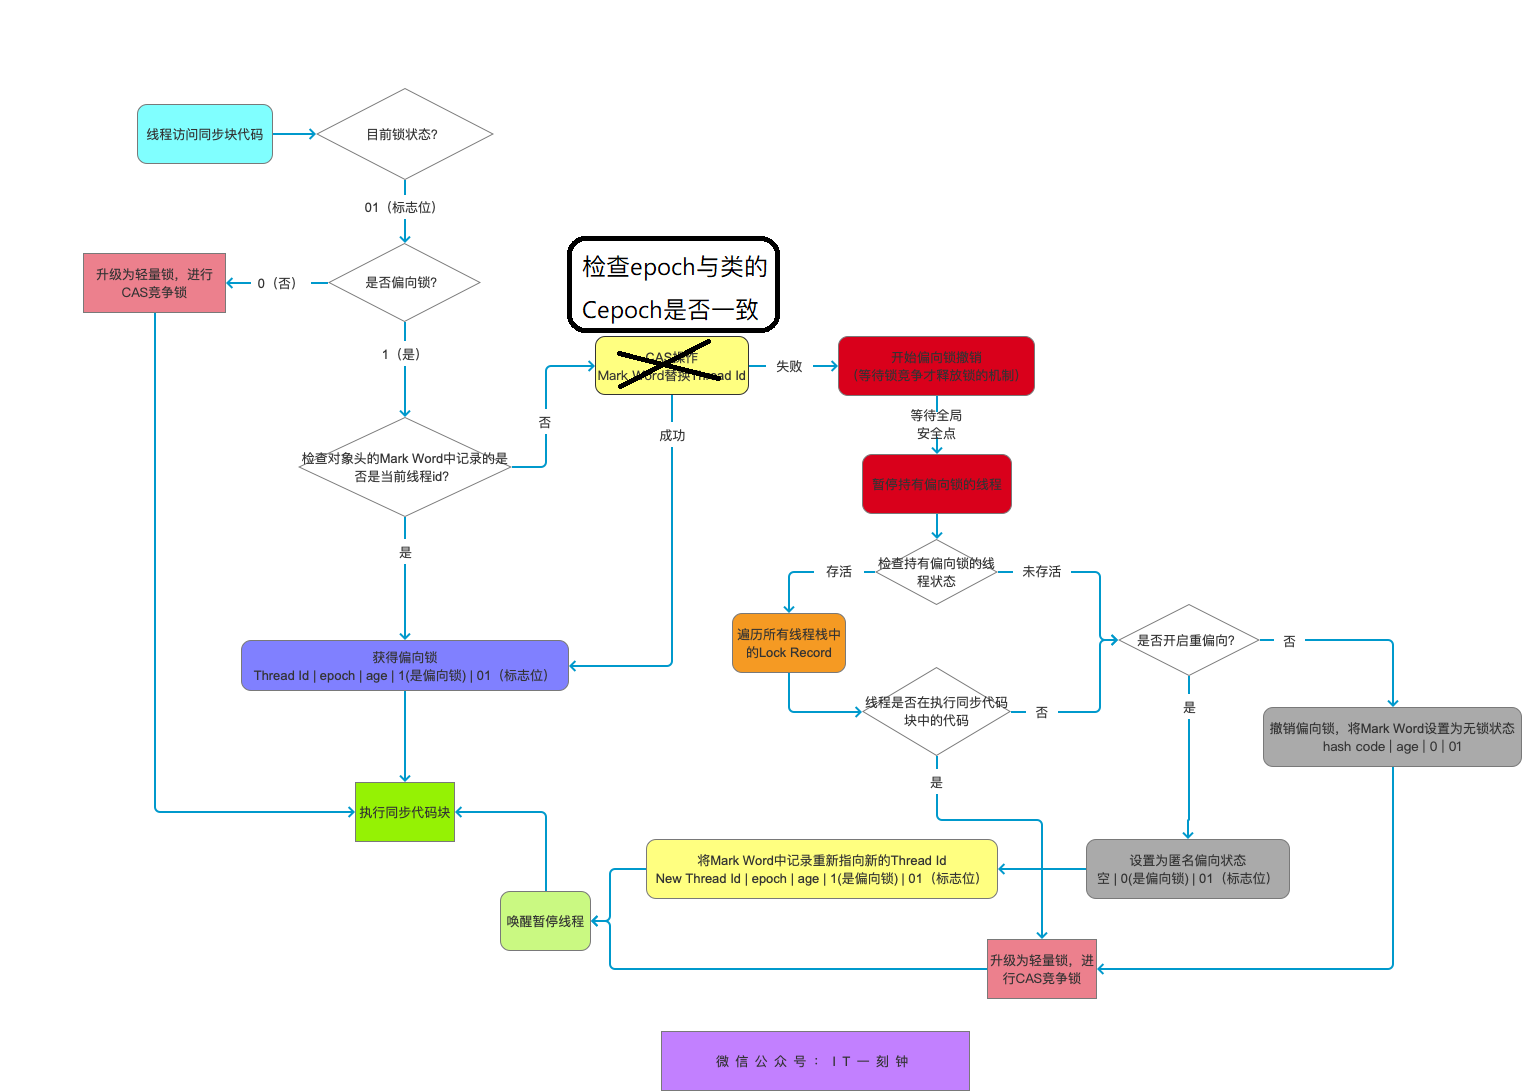 线程访问同步块代码
目前锁状态?
01（标志位）
升级为轻量锁，进行
CAS竞争锁
0（否）
是否偏向锁?
检查epoch与类的
Cepoch是否一致
1（是）
CAS操作
Mark Word替换Thread Id
失败
开始偏向锁撤销
（等待锁竞争才释放锁的机制）
否
成功
等待全局
安全点
检查对象头的Mark Word中记录的是
否是当前线程id?
暂停持有偏向锁的线程
是
存活
检查持有偏向锁的线
程状态
未存活
遍历所有线程栈中
的Lock Record
是否开启重偏向?
否
获得偏向锁
Thread Id | epoch | age | 1(是偏向锁) | 01（标志位）
线程是否在执行同步代码
块中的代码
否
是
撤销偏向锁，将Mark Word设置为无锁状态
hash code | age | 0 | 01
是
执行同步代码块
将Mark Word中记录重新指向新的Thread Id
New Thread Id | epoch | age | 1(是偏向锁) | 01（标志位）
设置为匿名偏向状态
空 | 0(是偏向锁) | 01（标志位）
唤醒暂停线程
升级为轻量锁，进
行CAS竞争锁
微信公众号：IT一刻钟